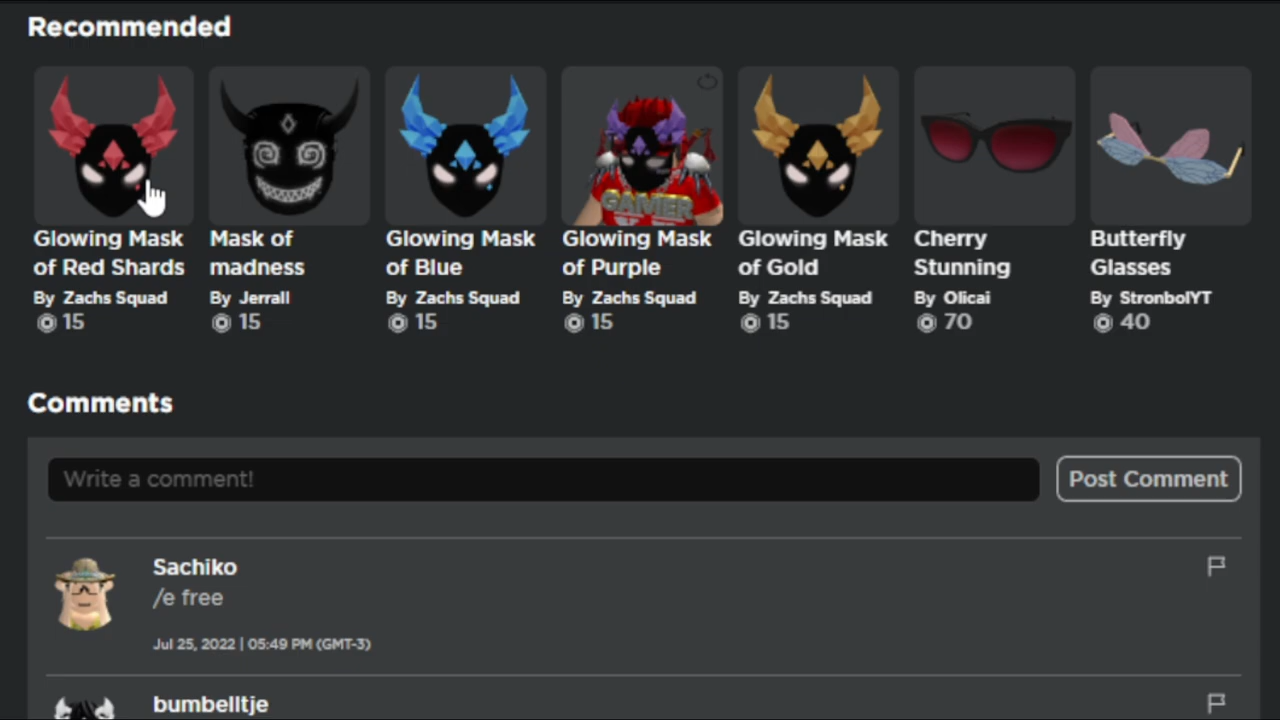 Recommended
GAMER
Glowing Mask of Red Shards
By Zachs Squad
15
Mask of madness
By Jerrall
15
Glowing Mask of Blue
By Zachs Squad
15
Glowing Mask of Purple
By Zachs Squad
15
Glowing Mask of Gold
By Zachs Squad
15
Cherry Stunning
By Olicai
70
Butterfly Glasses
By StronbolYT
40
Comments
Write a comment!
Post Comment
Sachiko
/e free
Jul 25, 2022 | 05:49 PM (GMT-3)
bumbelltje